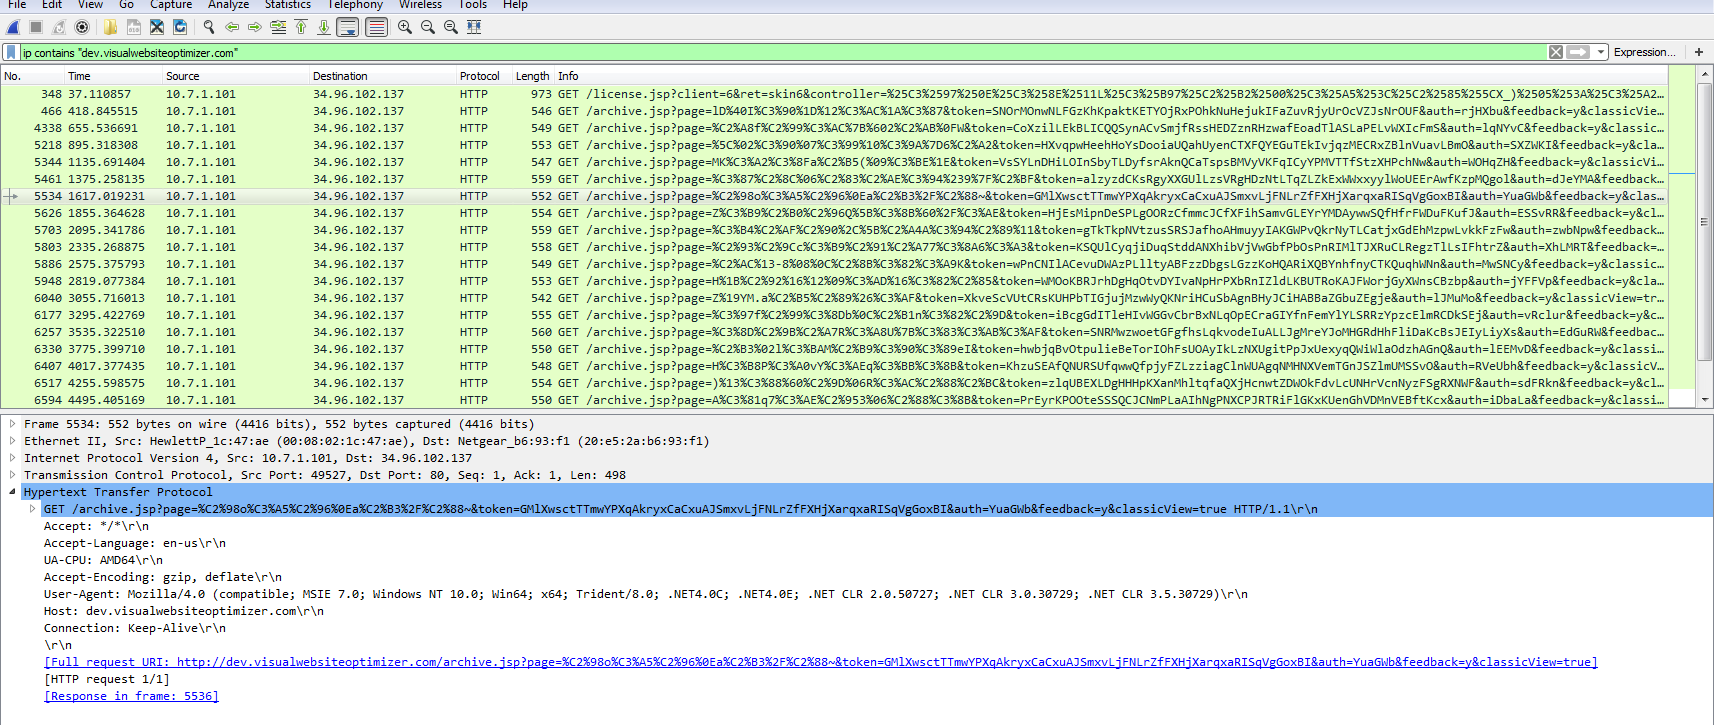 File Edit View Go Capture Analyze Statistics Telephony Wireless Tools Help
ip contains "dev.visualwebsiteoptimizer.com"
Expression...
No. Time Source Destination Protocol Length Info
348 37.110857 10.7.1.101 34.96.102.137 HTTP 973 GET /license.jsp?client=6&ret=skin6&controller=%25C3%2597%250E%25C3%258E%2511L%25C3%25B97%25C2%25B2%2500%25C3%25A5%253C%25C2%2585%255CX_)%2505%253A%25C3%25A2…
466 418.845515 10.7.1.101 34.96.102.137 HTTP 546 GET /archive.jsp?page=lD%40I%C3%90%1D%12%C3%AC%1A%C3%87&token=SNOrMOnwNLFGzKhKpaktKETYOjRxPOhkNuHejukIFaZuvRjyUrOcVZJsNrOUF&auth=rjHXbu&feedback=y&classicVie…
4338 655.536691 10.7.1.101 34.96.102.137 HTTP 549 GET /archive.jsp?page=%C2%A8f%C2%99%C3%AC%7B%602%C2%AB%0FW&token=CoXzilLEkBLICQQSynACvSmjfRssHEDZznRHzwafEoadTlASLaPELvWXIcFmS&auth=lqNYvC&feedback=y&classic…
5218 895.318308 10.7.1.101 34.96.102.137 HTTP 553 GET /archive.jsp?page=%5C%02%C3%90%07%C3%99%10%C3%9A%7D6%C2%A2&token=HXvqpwHeehHoYsDooiaUQahUyenCTXFQYEGuTEkIvjqzMECRxZBlnVuavLBmO&auth=SXZWKI&feedback=y&cla…
5344 1135.691404 10.7.1.101 34.96.102.137 HTTP 547 GET /archive.jsp?page=MK%C3%A2%C3%8Fa%C2%B5(%09%C3%BE%1E&token=VsSYLnDHiLOInSbyTLDyfsrAknQCaTspsBMVyVKFqICyYPMVTTfStzXHPchNw&auth=WOHqZH&feedback=y&classicVi…
5461 1375.258135 10.7.1.101 34.96.102.137 HTTP 559 GET /archive.jsp?page=%C3%87%C2%8C%06%C2%83%C2%AE%C3%94%239%7F%C2%BF&token=alzyzdCKsRgyXXGUlLzsVRgHDzNtLTqZLZkExWWxxyylWoUEErAwfKzpMQgol&auth=dJeYMA&feedbac…
5534 1617.019231 10.7.1.101 34.96.102.137 HTTP 552 GET /archive.jsp?page=%C2%98o%C3%A5%C2%96%0Ea%C2%B3%2F%C2%88~&token=GMlXwsctTTmwYPXqAkryxCaCxuAJSmxvLjFNLrZfFXHjXarqxaRISqVgGoxBI&auth=YuaGWb&feedback=y&clas…
5626 1855.364628 10.7.1.101 34.96.102.137 HTTP 554 GET /archive.jsp?page=Z%C3%B9%C2%B0%C2%96Q%5B%C3%8B%60%2F%C3%AE&token=HjEsMipnDeSPLgOORzCfmmcJCfXFihSamvGLEYrYMDAywwSQfHfrFWDuFKufJ&auth=ESSvRR&feedback=y&cl…
5703 2095.341786 10.7.1.101 34.96.102.137 HTTP 559 GET /archive.jsp?page=%C3%B4%C2%AF%C2%90%2C%5B%C2%A4A%C3%94%C2%89%11&token=gTkTkpNVtzusSRSJafhoAHmuyyIAKGWPvQkrNyTLCatjxGdEhMzpwLvkkFzFw&auth=zwbNpw&feedback…
5803 2335.268875 10.7.1.101 34.96.102.137 HTTP 558 GET /archive.jsp?page=%C2%93%C2%9Cc%C3%B9%C2%91%C2%A77%C3%8A6%C3%A3&token=KSQUlCyqjiDuqStddANXhibVjVwGbfPbOsPnRIMlTJXRuCLRegzTlLsIFhtrZ&auth=XhLMRT&feedback=…
5886 2575.375793 10.7.1.101 34.96.102.137 HTTP 549 GET /archive.jsp?page=%C2%AC%13-8%08%0C%C2%8B%C3%82%C3%A9K&token=wPnCNIlACevuDWAzPLlltyABFzzDbgsLGzzKoHQARiXQBYnhfnyCTKQuqhWNn&auth=MwSNCy&feedback=y&classic…
5948 2819.077384 10.7.1.101 34.96.102.137 HTTP 553 GET /archive.jsp?page=H%1B%C2%92%16%12%09%C3%AD%16%C3%82%C2%85&token=WMOoKBRJrhDgHqOtvDYIvaNpHrPXbRnIZldLKBUTRoKAJFWorjGyXWnsCBzbp&auth=jYFFVp&feedback=y&cla…
6040 3055.716013 10.7.1.101 34.96.102.137 HTTP 542 GET /archive.jsp?page=Z%19YM.a%C2%B5%C2%89%26%C3%AF&token=XkveScVUtCRsKUHPbTIGjujMzwWyQKNriHCuSbAgnBHyJCiHABBaZGbuZEgje&auth=lJMuMo&feedback=y&classicView=tr…
6177 3295.422769 10.7.1.101 34.96.102.137 HTTP 555 GET /archive.jsp?page=%C3%97f%C2%99%C3%8Db%0C%C2%B1n%C3%82%C2%9D&token=iBcgGdITleHIvWGGvCbrBxNLqOpECraGIYfnFemYlYLSRRzYpzcElmRCDkSEj&auth=vRclur&feedback=y&c…
6257 3535.322510 10.7.1.101 34.96.102.137 HTTP 560 GET /archive.jsp?page=%C3%8D%C2%9B%C2%A7R%C3%A8U%7B%C3%83%C3%AB%C3%AF&token=SNRMwzwoetGFgfhsLqkvodeIuALLJgMreYJoMHGRdHhFliDaKcBsJEIyLiyXs&auth=EdGuRW&feedbac…
6330 3775.399710 10.7.1.101 34.96.102.137 HTTP 550 GET /archive.jsp?page=%C2%B3%02l%C3%BAM%C2%B9%C3%90%C3%89eI&token=hwbjqBvOtpulieBeTorIOhFsUOAyIkLzNXUgitPpJxUexyqQWiWlaOdzhAGnQ&auth=lEEMvD&feedback=y&classi…
6407 4017.377435 10.7.1.101 34.96.102.137 HTTP 548 GET /archive.jsp?page=H%C3%B8P%C3%A0vY%C3%AEq%C3%BB%C3%8B&token=KhzuSEAfQNURSUfqwwQfpjyFZLzziagClnWUAgqNMHNXVemTGnJSZlmUMSSvO&auth=RVeUbh&feedback=y&classic…
6517 4255.598575 10.7.1.101 34.96.102.137 HTTP 554 GET /archive.jsp?page=)%13%C3%88%60%C2%9D%06R%C3%AC%C2%88%C2%BC&token=zlqUBEXLDgHHHpKXanMhltqfaQXjHcnwtZDWOkFdvLcUNHrVcnNyzFSgRXNWF&auth=sdFRkn&feedback=y&cl…
6594 4495.405169 10.7.1.101 34.96.102.137 HTTP 550 GET /archive.jsp?page=A%C3%81q7%C3%AE%C2%953%06%C2%88%C3%8B&token=PrEyrKPOOteSSSQCJCNmPLaAIhNgPNXCPJRTRiFlGKxKUenGhVDMnVEBftKcx&auth=iDbaLa&feedback=y&classi…
Frame 5534: 552 bytes on wire (4416 bits), 552 bytes captured (4416 bits)
Ethernet II, Src: HewlettP_1c:47:ae (00:08:02:1c:47:ae), Dst: Netgear_b6:93:f1 (20:e5:2a:b6:93:f1)
Internet Protocol Version 4, Src: 10.7.1.101, Dst: 34.96.102.137
Transmission Control Protocol, Src Port: 49527, Dst Port: 80, Seq: 1, Ack: 1, Len: 498
Hypertext Transfer Protocol
GET /archive.jsp?page=%C2%98o%C3%A5%C2%96%0Ea%C2%B3%2F%C2%88~&token=GMlXwsctTTmwYPXqAkryxCaCxuAJSmxvLjFNLrZfFXHjXarqxaRISqVgGoxBI&auth=YuaGWb&feedback=y&classicView=true HTTP/1.1\r\n
Accept: */*\r\n
Accept-Language: en-us\r\n
UA-CPU: AMD64\r\n
Accept-Encoding: gzip, deflate\r\n
User-Agent: Mozilla/4.0 (compatible; MSIE 7.0; Windows NT 10.0; Win64; x64; Trident/8.0; .NET4.0C; .NET4.0E; .NET CLR 2.0.50727; .NET CLR 3.0.30729; .NET CLR 3.5.30729)\r\n
Host: dev.visualwebsiteoptimizer.com\r\n
Connection: Keep-Alive\r\n
\r\n
[Full request URI: http://dev.visualwebsiteoptimizer.com/archive.jsp?page=%C2%98o%C3%A5%C2%96%0Ea%C2%B3%2F%C2%88~&token=GMlXwsctTTmwYPXqAkryxCaCxuAJSmxvLjFNLrZfFXHjXarqxaRISqVgGoxBI&auth=YuaGWb&feedback=y&classicView=true]
[HTTP request 1/1]
[Response in frame: 5536]